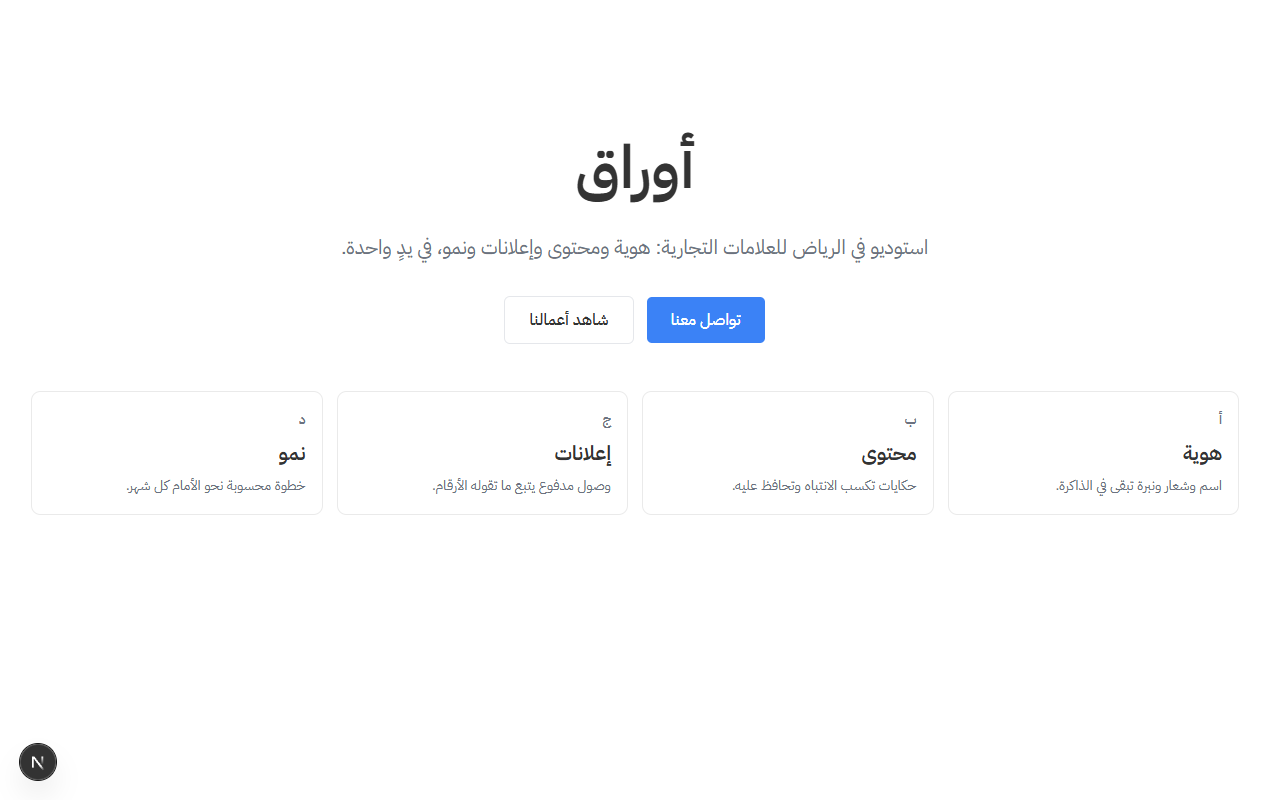 أوراق
استوديو في الرياض للعلامات التجارية: هوية ومحتوى وإعلانات ونمو، في يدٍ واحدة.
تواصل معنا
شاهد أعمالنا
أ
هوية
اسم وشعار ونبرة تبقى في الذاكرة.
ب
محتوى
حكايات تكسب الانتباه وتحافظ عليه.
ج
إعلانات
وصول مدفوع يتبع ما تقوله الأرقام.
د
نمو
خطوة محسوبة نحو الأمام كل شهر.
N